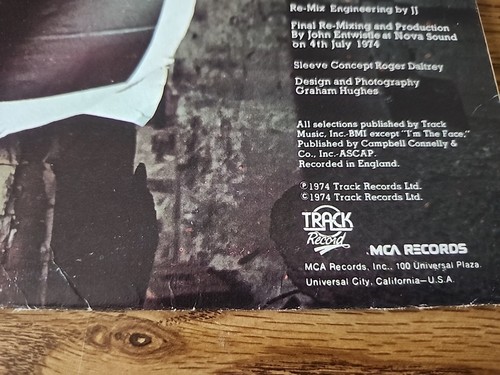 Re-Mix Engineering by JJ
Final Re-Mixing and Production
By John Entwistle at Nova Sound
on 4th July 1974
Sleeve Concept Roger Daltrey
Design and Photography
Graham Hughes
All selections published by Track
Music, Inc.-BMI except "I'm The Face,"
Published by Campbell Connelly &
Co., Inc.-ASCAP.
Recorded in England.
℗1974 Track Records Ltd.
©1974 Track Records Ltd.
TRACK
Record
MCA RECORDS
MCA Records, Inc., 100 Universal Plaza.
Universal City, California—U.S.A.